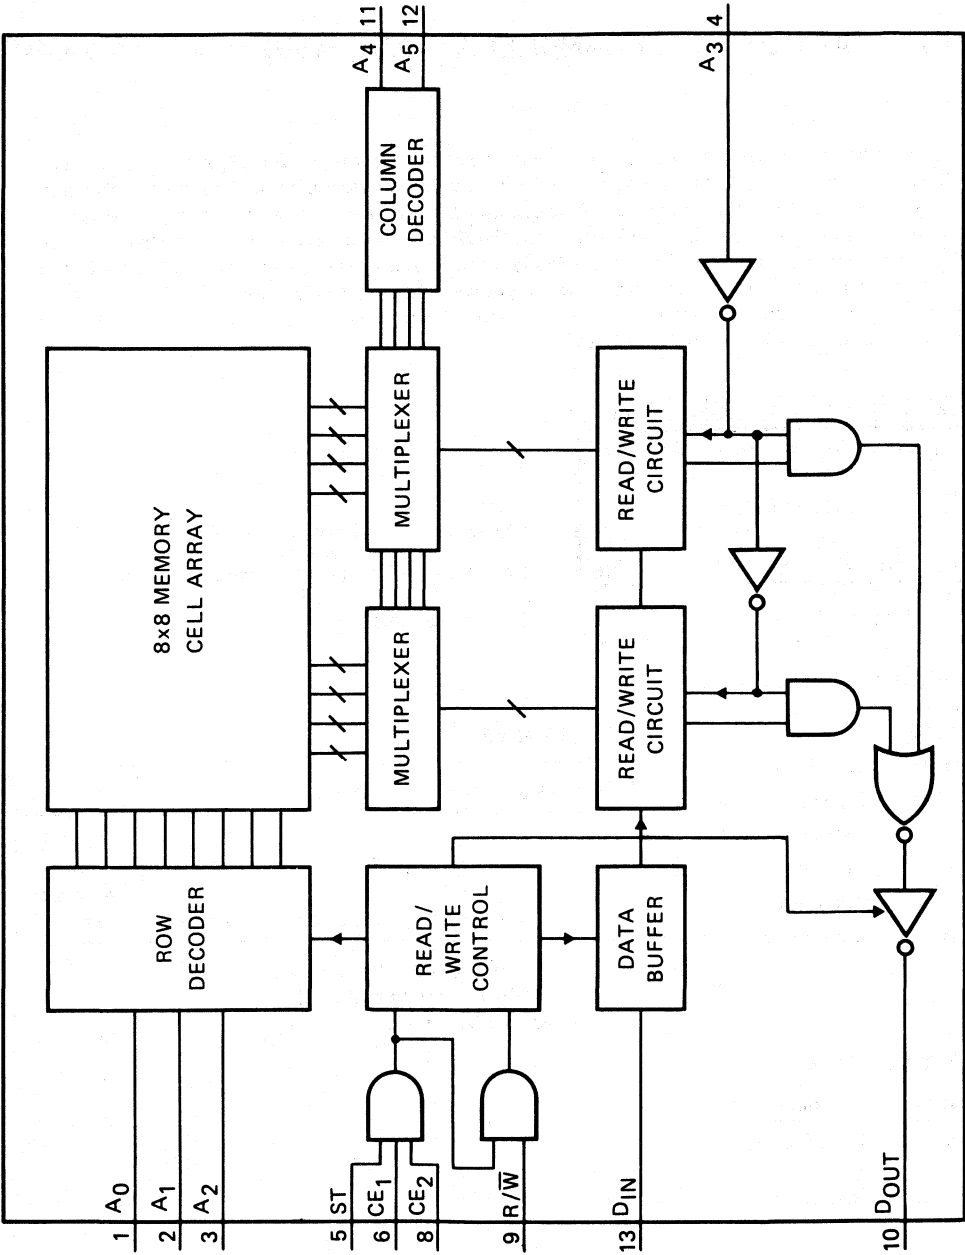 1 A0
2 A1
3 A2
5 ST
6 CE1
8 CE2
9 R/W̅
13 DIN
10 DOUT
ROW
DECODER
READ/
WRITE
CONTROL
DATA
BUFFER
8x8 MEMORY
CELL ARRAY
MULTIPLEXER
MULTIPLEXER
READ/WRITE
CIRCUIT
READ/WRITE
CIRCUIT
COLUMN
DECODER
A4 11
A5 12
A3 4